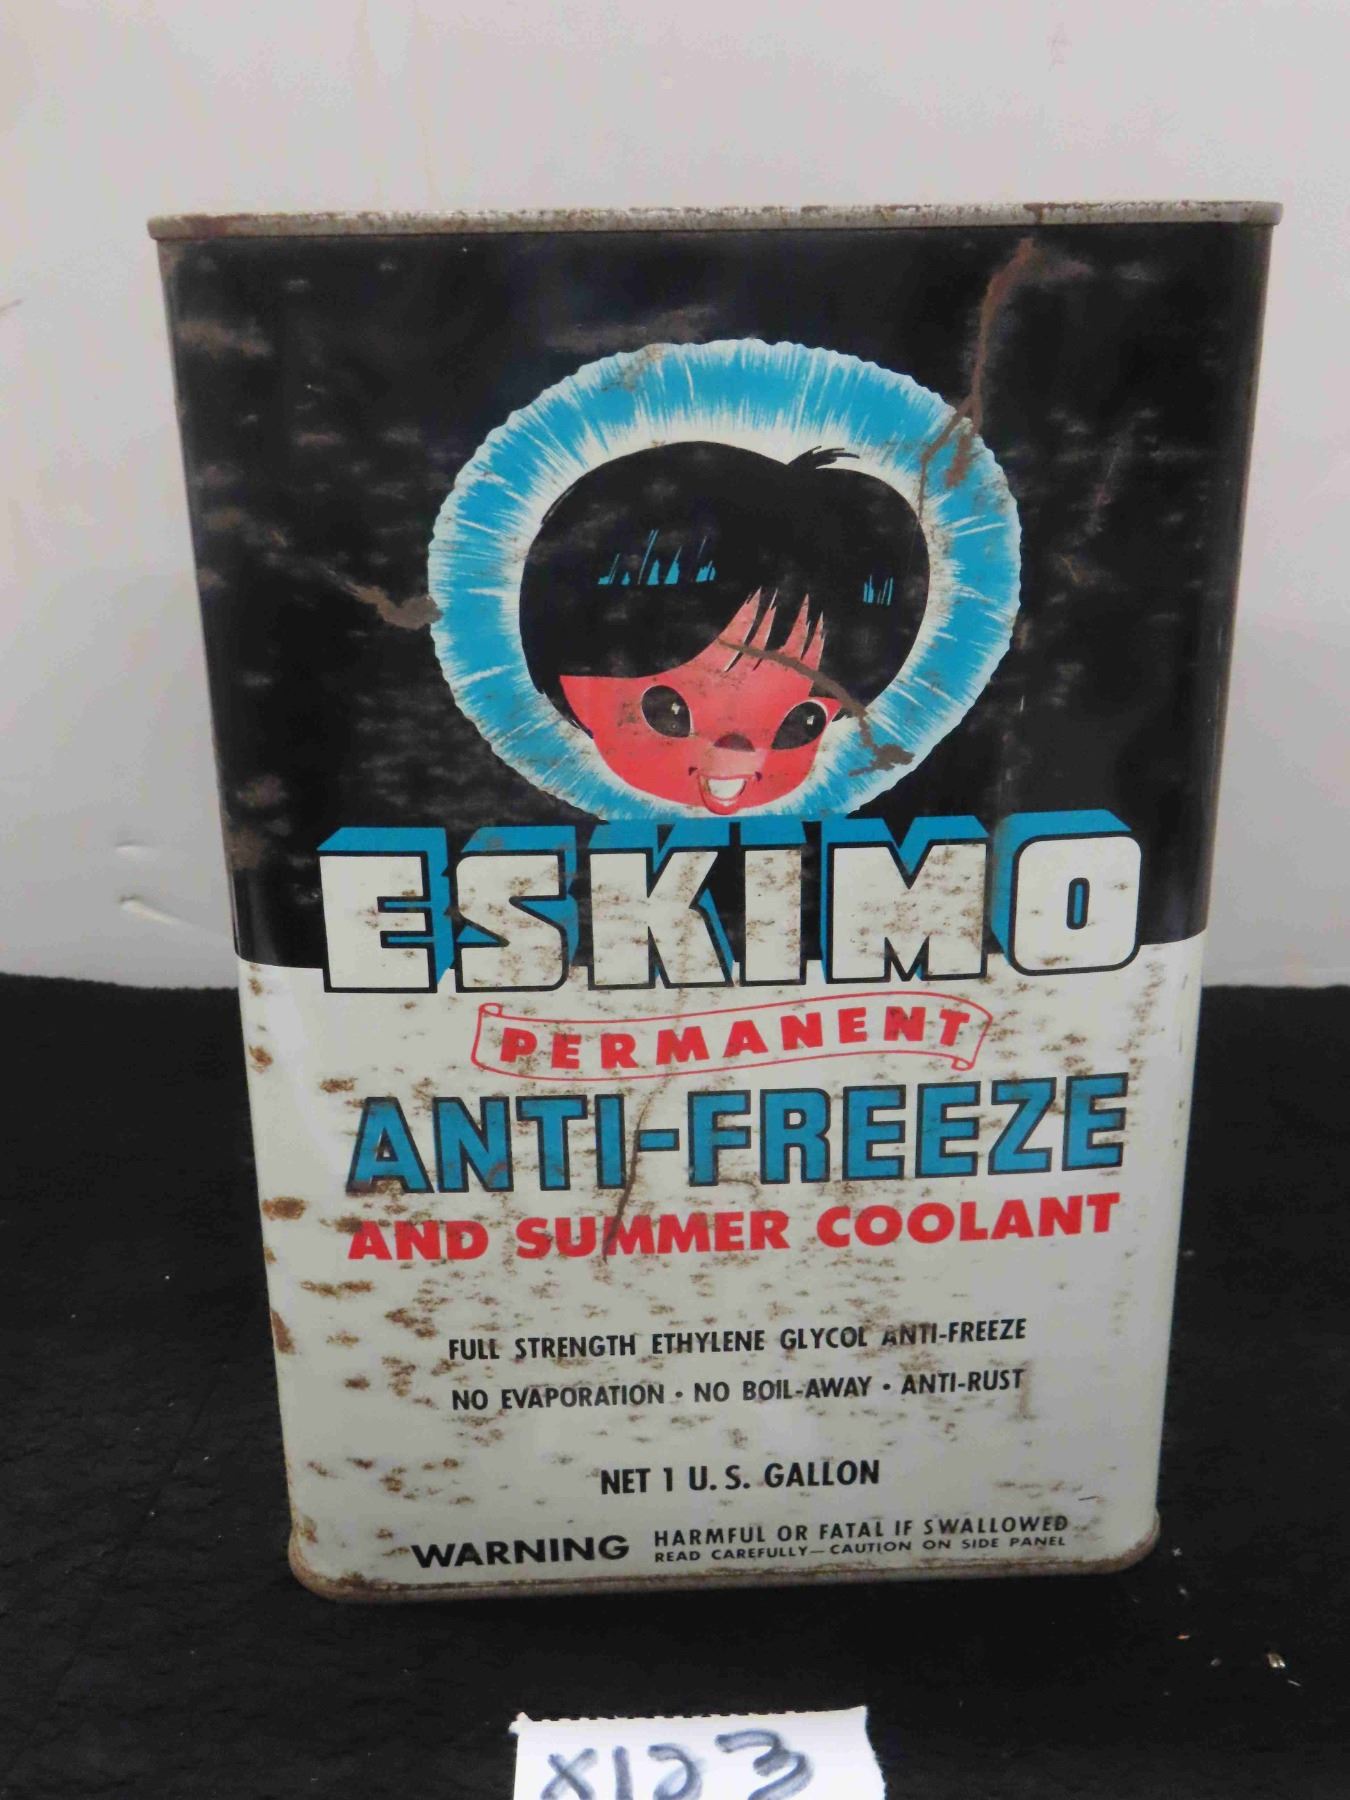 ESKIMO
PERMANENT
ANTI-FREEZE
AND SUMMER COOLANT
FULL STRENGTH ETHYLENE GLYCOL ANTI-FREEZE
NO EVAPORATION • NO BOIL-AWAY • ANTI-RUST
NET 1 U. S. GALLON
WARNING HARMFUL OR FATAL IF SWALLOWED
READ CAREFULLY—CAUTION ON SIDE PANEL
X123